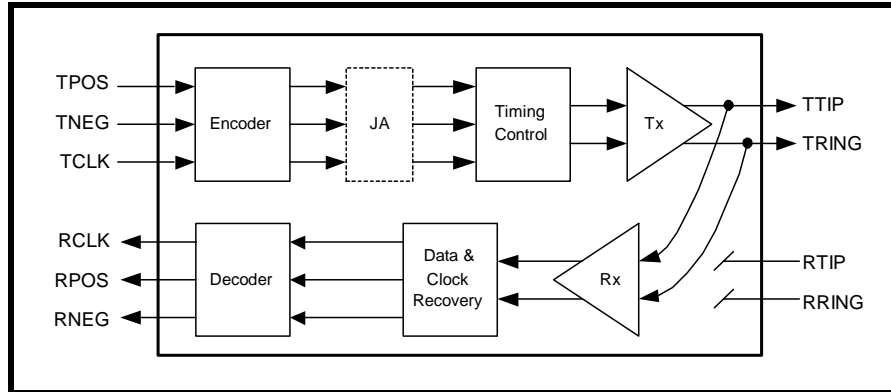 TPOS
TNEG
TCLK
Encoder
JA
Timing
Control
Tx
TTIP
TRING
RCLK
RPOS
RNEG
Decoder
Data &
Clock
Recovery
Rx
RTIP
RRING